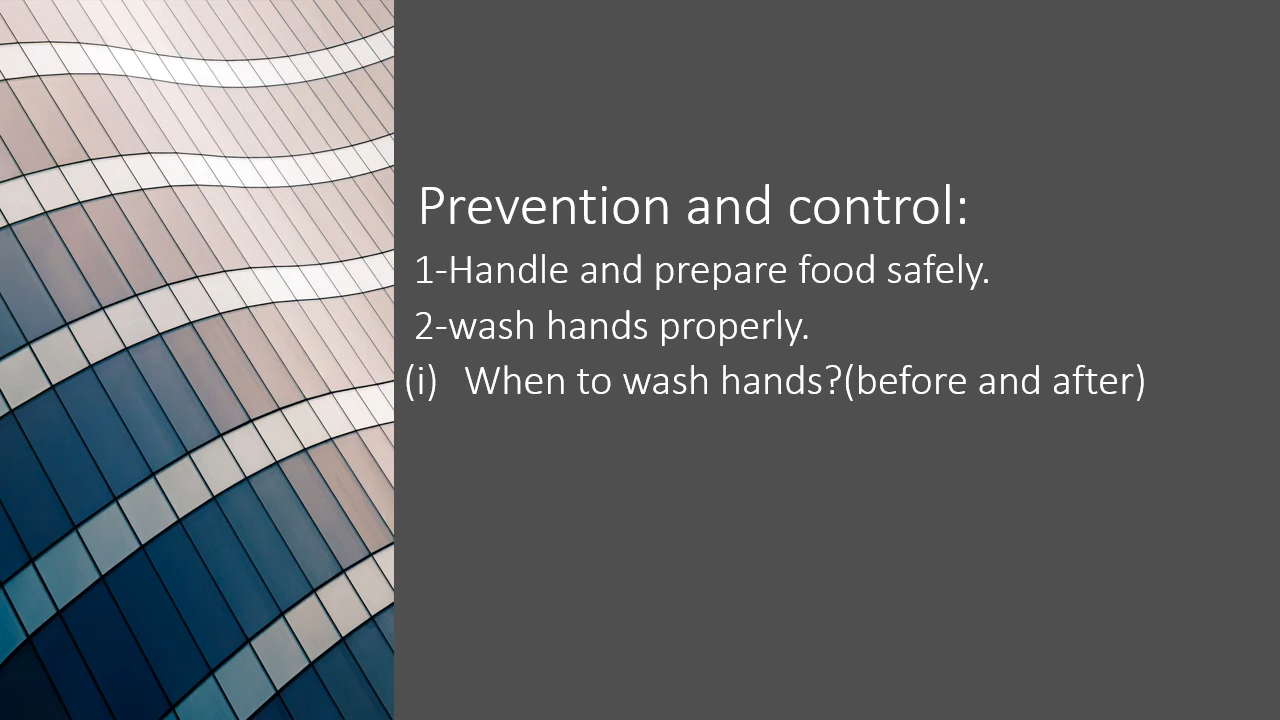 Prevention and control:
1-Handle and prepare food safely.
2-wash hands properly.
(i) When to wash hands?(before and after)